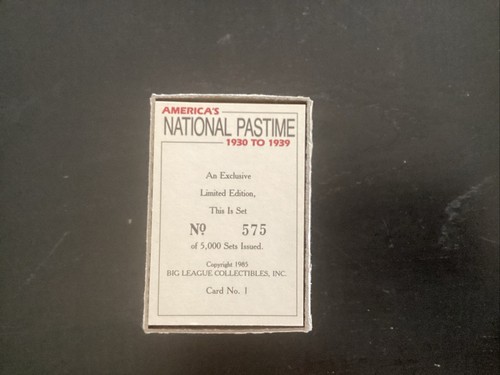 AMERICA'S
NATIONAL PASTIME
1930 TO 1939
An Exclusive
Limited Edition,
This Is Set
Nº 575
of 5,000 Sets Issued.
Copyright 1985
BIG LEAGUE COLLECTIBLES, INC.
Card No. 1